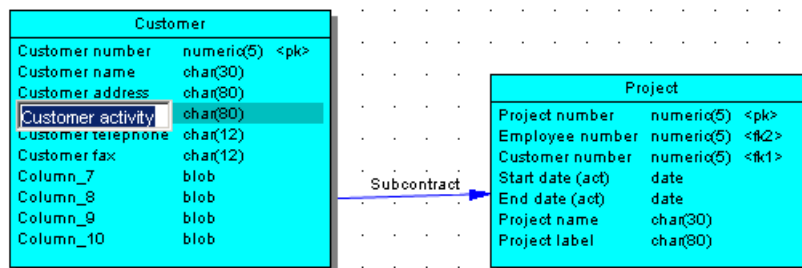 Customer
Customer number numeric(5) <pk>
Customer name char(30)
Customer address char(80)
Customer activity char(80)
Customer telephone char(12)
Customer fax char(12)
Column_7 blob
Column_8 blob
Column_9 blob
Column_10 blob
Subcontract
Project
Project number numeric(5) <pk>
Employee number numeric(5) <fk2>
Customer number numeric(5) <fk1>
Start date (act) date
End date (act) date
Project name char(30)
Project label char(80)